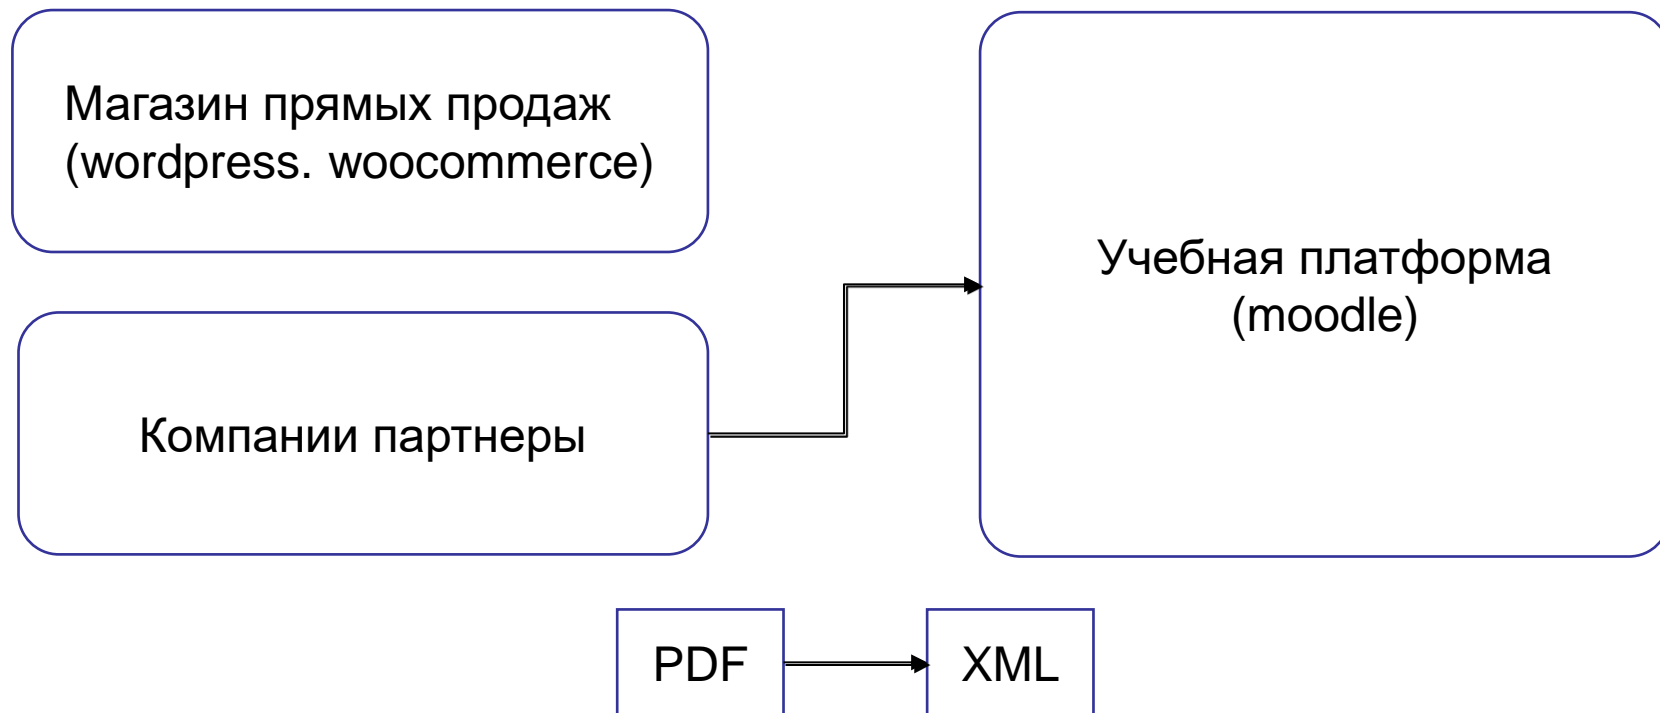 Магазин прямых продаж
(wordpress. woocommerce)
Учебная платформа
(moodle)
Компании партнеры
PDF
XML